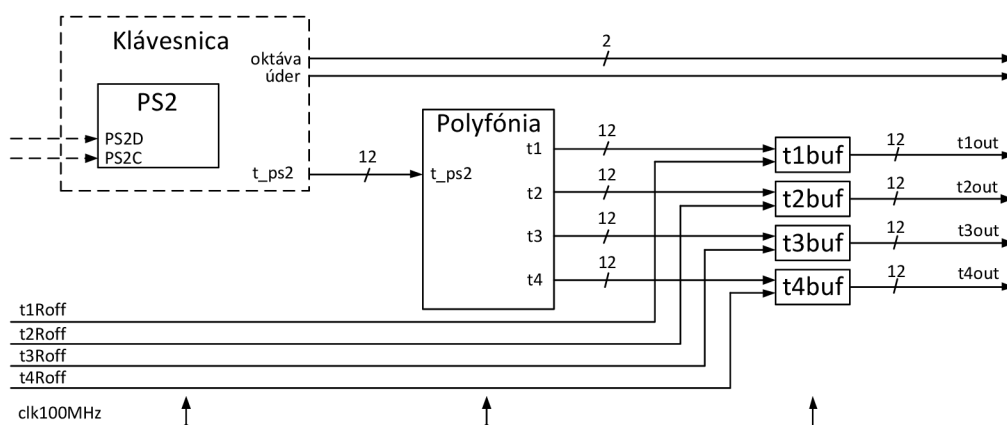 Klávesnica
oktáva
úder
2
PS2
PS2D
PS2C
t_ps2
12
Polyfónia
t_ps2
t1
t2
t3
t4
12
12
12
12
t1buf
t2buf
t3buf
t4buf
12
12
12
12
t1out
t2out
t3out
t4out
t1Roff
t2Roff
t3Roff
t4Roff
clk100MHz